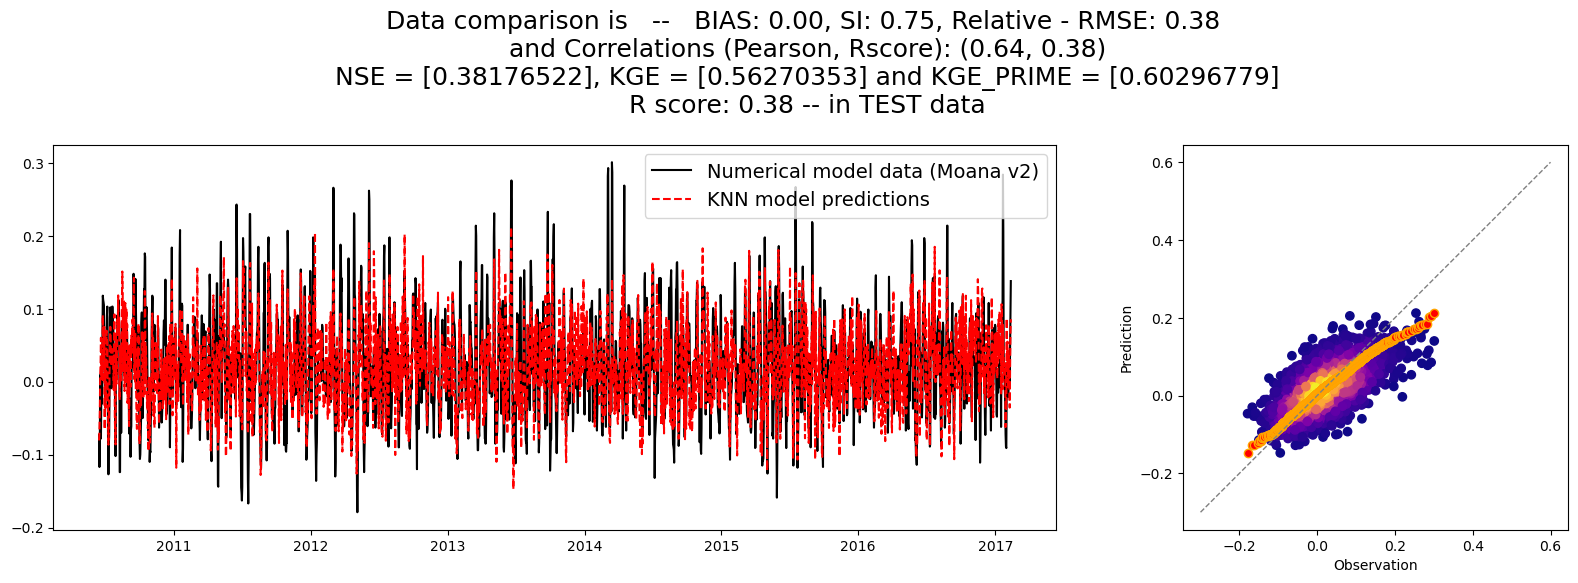 Data comparison is   --   BIAS: 0.00, SI: 0.75, Relative - RMSE: 0.38
and Correlations (Pearson, Rscore): (0.64, 0.38)
NSE = [0.38176522], KGE = [0.56270353] and KGE_PRIME = [0.60296779]
R score: 0.38 -- in TEST data
Numerical model data (Moana v2)
KNN model predictions
0.3
0.2
0.1
0.0
−0.1
−0.2
2011
2012
2013
2014
2015
2016
2017
Prediction
0.6
0.4
0.2
0.0
−0.2
−0.2
0.0
0.2
0.4
0.6
Observation